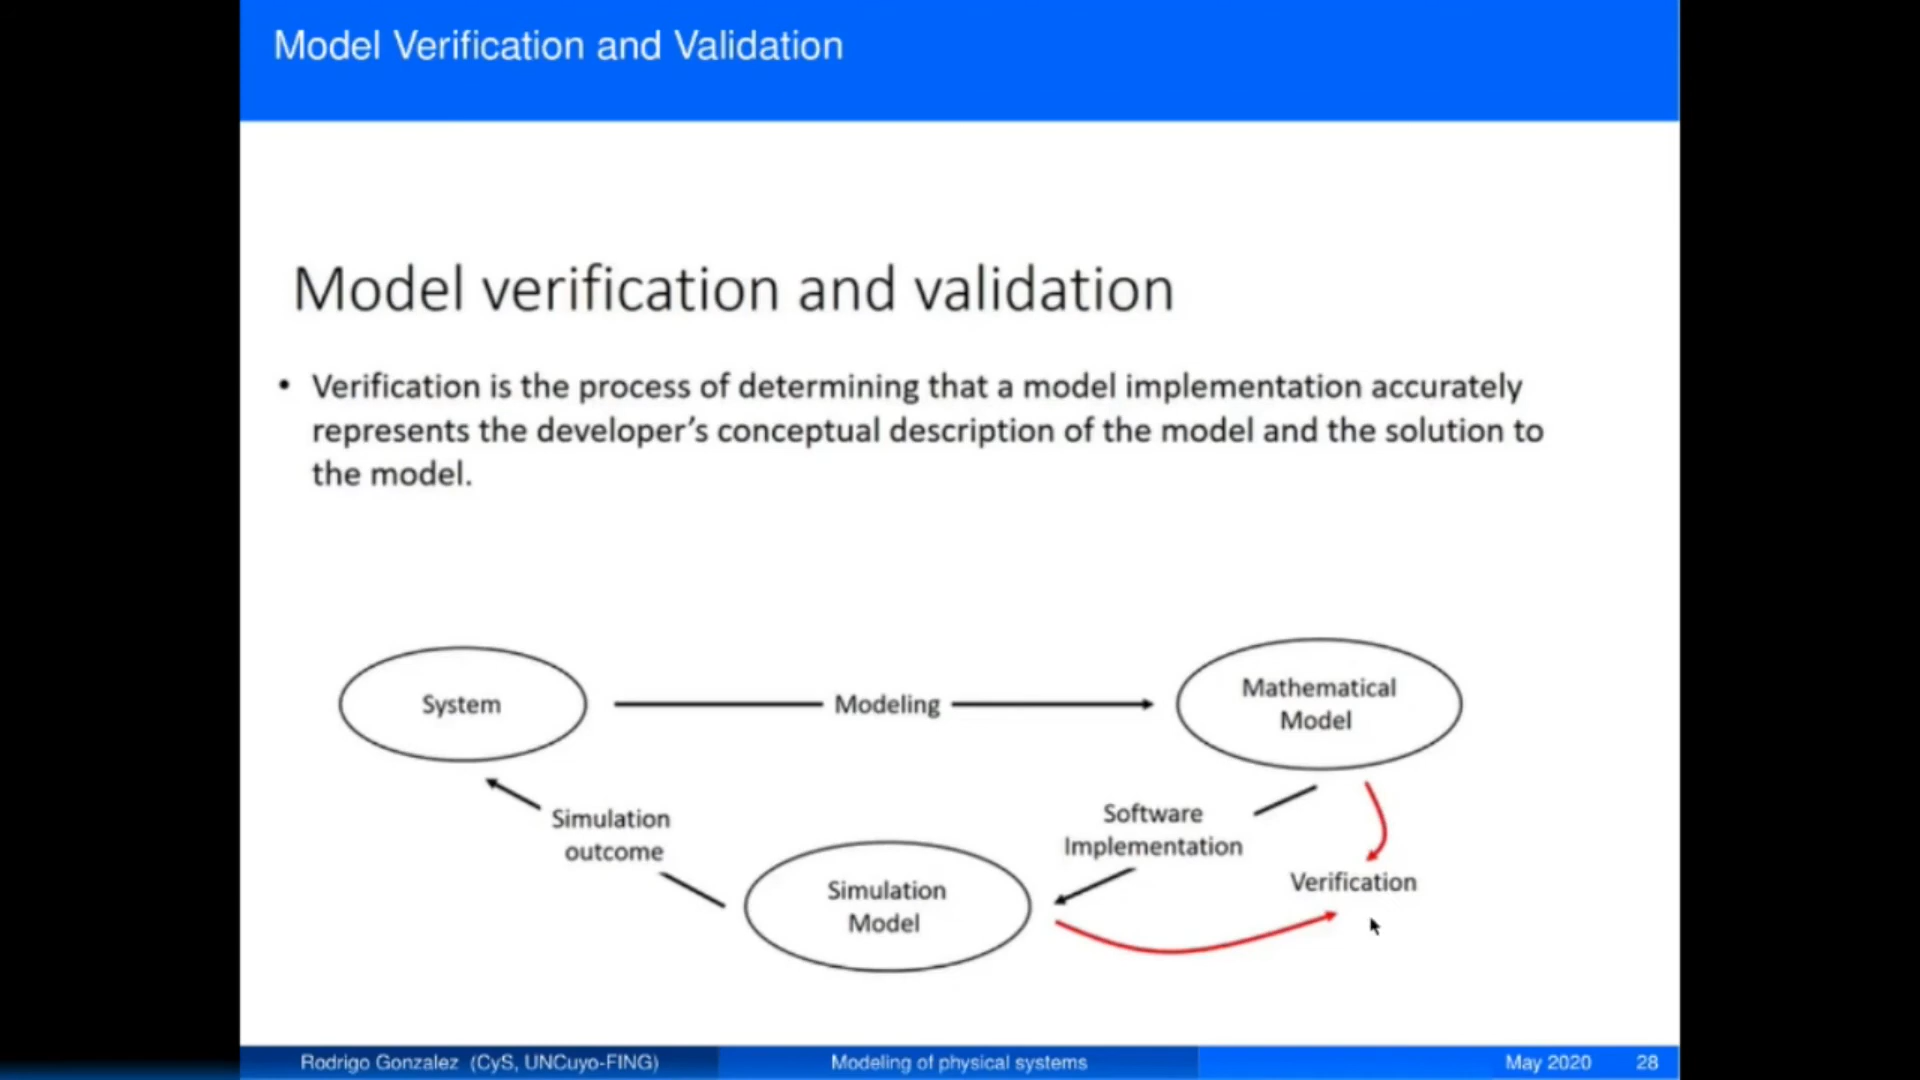 Model Verification and Validation
Model verification and validation
• Verification is the process of determining that a model implementation accurately
represents the developer’s conceptual description of the model and the solution to
the model.
System
Modeling
Mathematical
Model
Simulation
outcome
Software
Implementation
Simulation
Model
Verification
Rodrigo Gonzalez (CyS, UNCuyo-FING)
Modeling of physical systems
May 2020
28